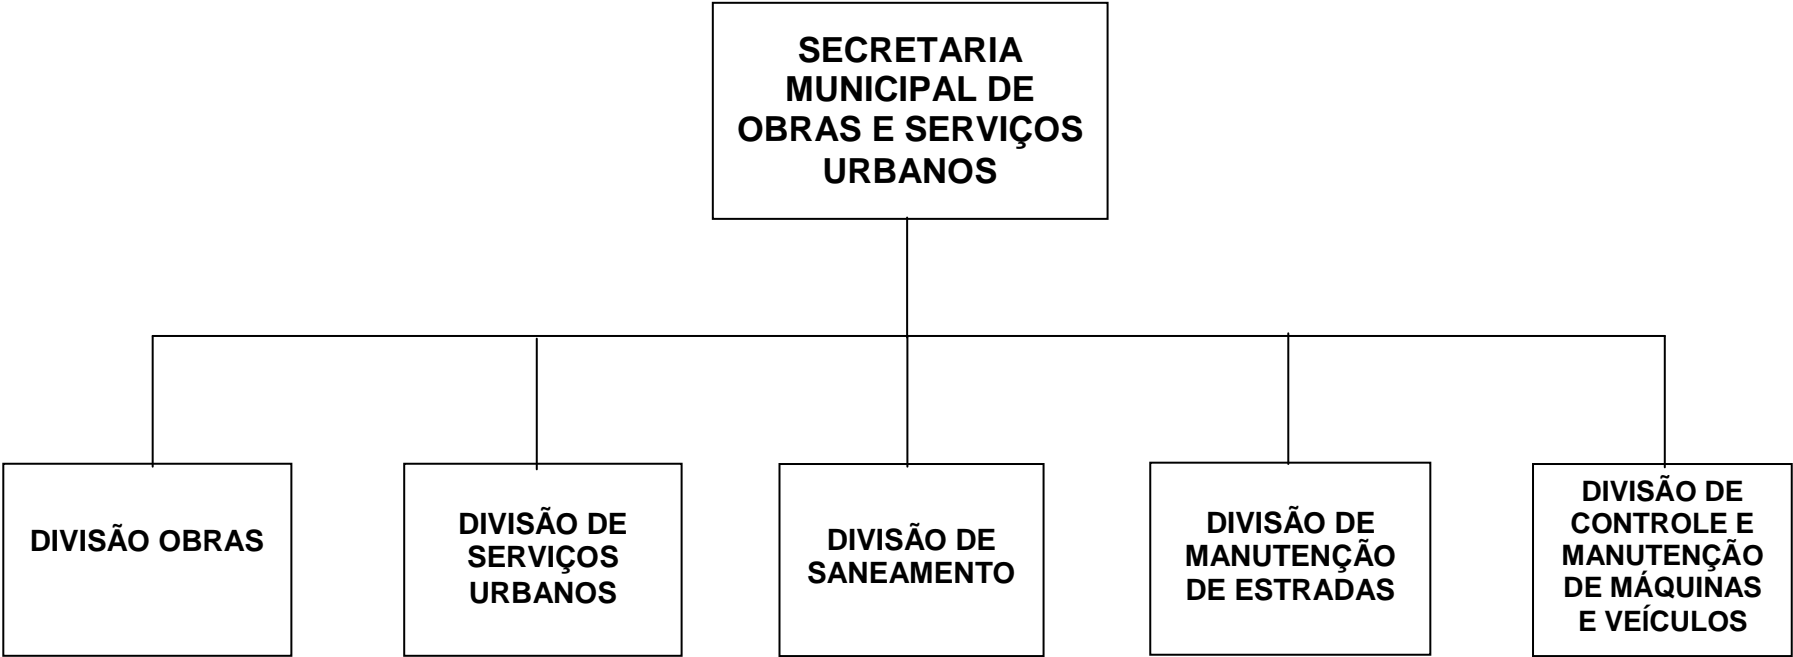 SECRETARIA
MUNICIPAL DE
OBRAS E SERVIÇOS
URBANOS
DIVISÃO OBRAS
DIVISÃO DE
SERVIÇOS
URBANOS
DIVISÃO DE
SANEAMENTO
DIVISÃO DE
MANUTENÇÃO
DE ESTRADAS
DIVISÃO DE
CONTROLE E
MANUTENÇÃO
DE MÁQUINAS
E VEÍCULOS